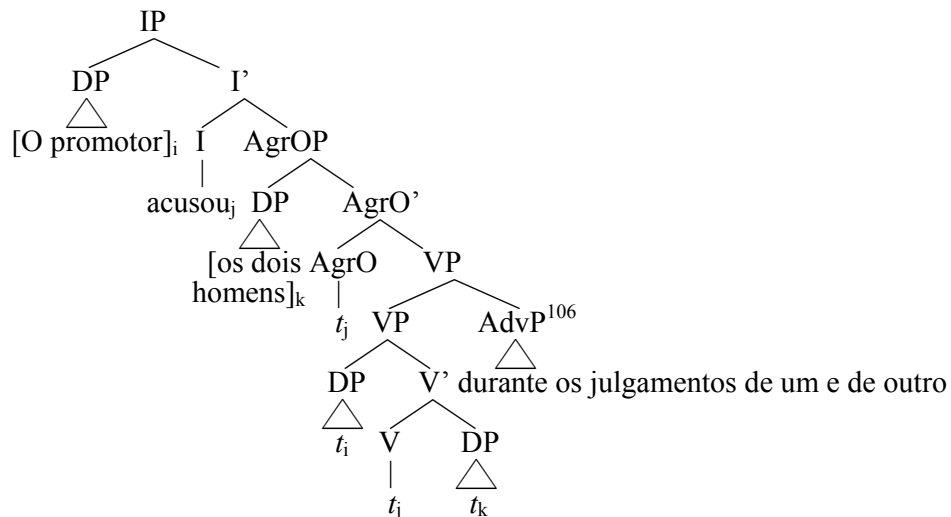 IP
DP I’
[O promotor]i I AgrOP
acusouj DP AgrO’
[os dois AgrO VP
homens]k
tj VP AdvP106
DP V’ durante os julgamentos de um e de outro
ti V DP
tj tk